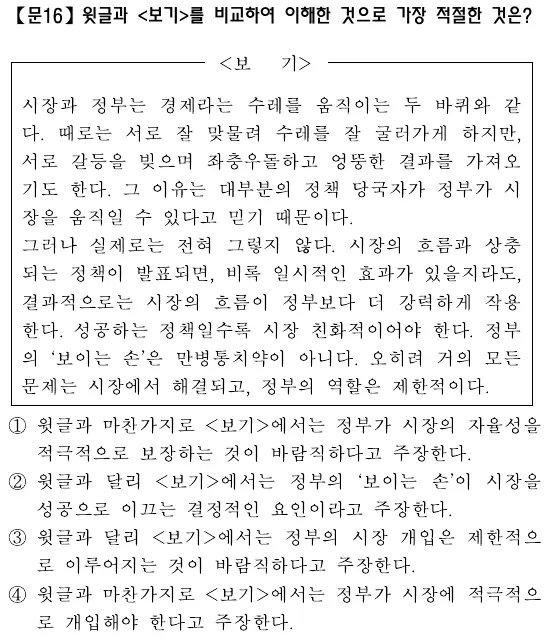 【문16】 윗글과 <보기>를 비교하여 이해한 것으로 가장 적절한 것은?
<보 기>
시장과 정부는 경제라는 수레를 움직이는 두 바퀴와 같
다. 때로는 서로 잘 맞물려 수레를 잘 굴러가게 하지만,
서로 갈등을 빚으며 좌충우돌하고 엉뚱한 결과를 가져오
기도 한다. 그 이유는 대부분의 정책 당국자가 정부가 시
장을 움직일 수 있다고 믿기 때문이다.
그러나 실제로는 전혀 그렇지 않다. 시장의 흐름과 상충
되는 정책이 발표되면, 비록 일시적인 효과가 있을지라도,
결과적으로는 시장의 흐름이 정부보다 더 강력하게 작용
한다. 성공하는 정책일수록 시장 친화적이어야 한다. 정부
의 ‘보이는 손’은 만병통치약이 아니다. 오히려 거의 모든
문제는 시장에서 해결되고, 정부의 역할은 제한적이다.
① 윗글과 마찬가지로 <보기>에서는 정부가 시장의 자율성을
적극적으로 보장하는 것이 바람직하다고 주장한다.
② 윗글과 달리 <보기>에서는 정부의 ‘보이는 손’이 시장을
성공으로 이끄는 결정적인 요인이라고 주장한다.
③ 윗글과 달리 <보기>에서는 정부의 시장 개입은 제한적으
로 이루어지는 것이 바람직하다고 주장한다.
④ 윗글과 마찬가지로 <보기>에서는 정부가 시장에 적극적으
로 개입해야 한다고 주장한다.